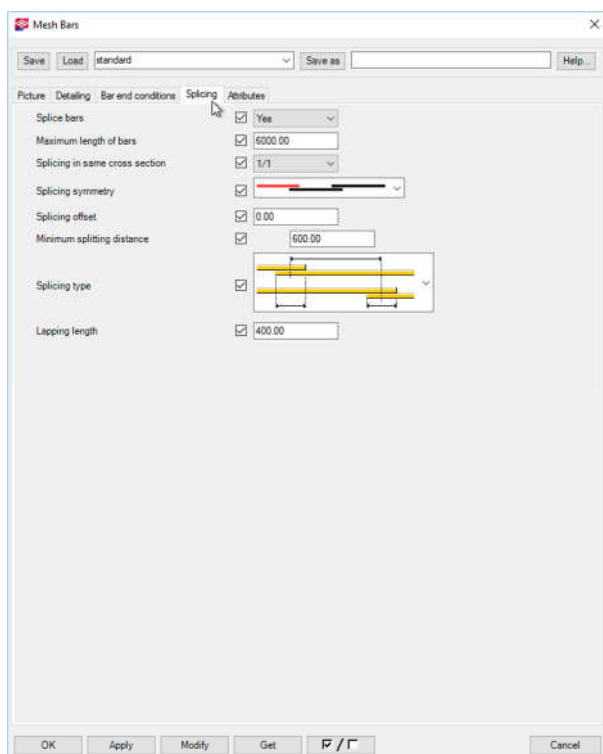 Mesh Bars
Save Load standard Save as Help...
Picture Detailing Bar end conditions Splicing Attributes
Splice bars Yes
Maximum length of bars 6000.00
Splicing in same cross section 1/1
Splicing symmetry
Splicing offset 0.00
Minimum splitting distance 600.00
Splicing type
Lapping length 400.00
OK Apply Modify Get / Cancel